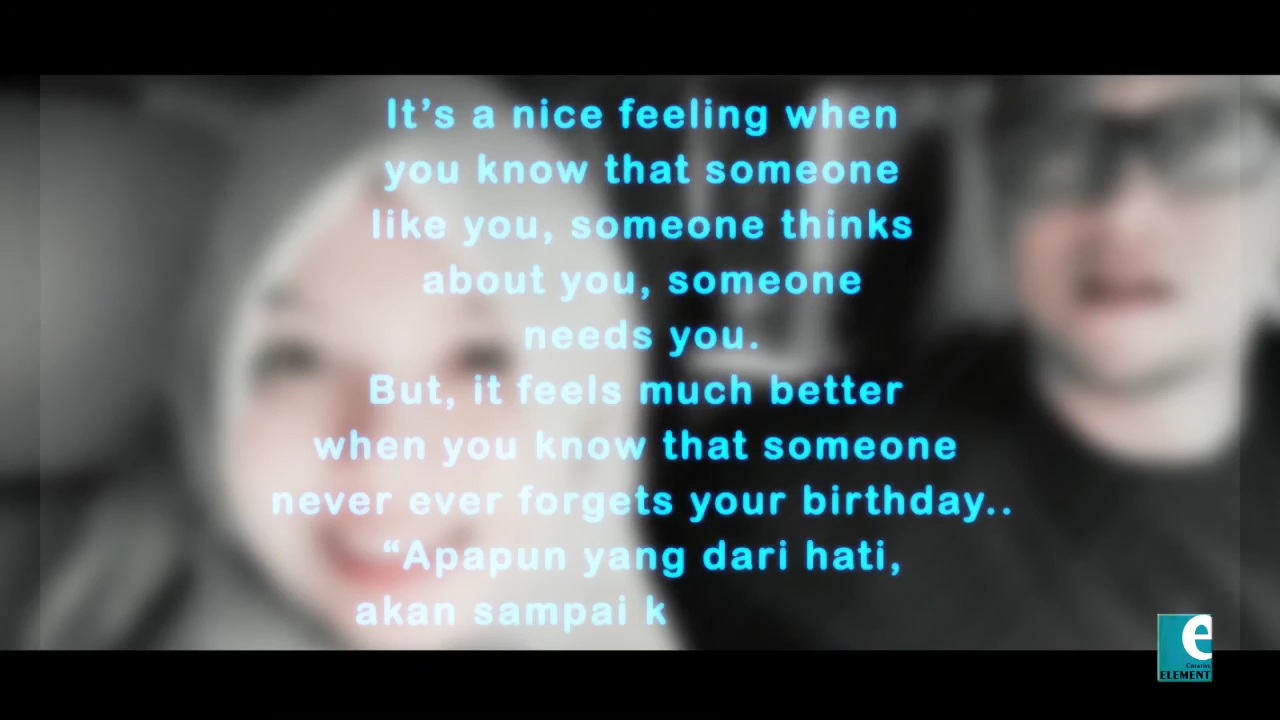 It’s a nice feeling when
you know that someone
like you, someone thinks
about you, someone
needs you.
But, it feels much better
when you know that someone
never ever forgets your birthday..
“Apapun yang dari hati,
akan sampai k
e
Creative
ELEMENT